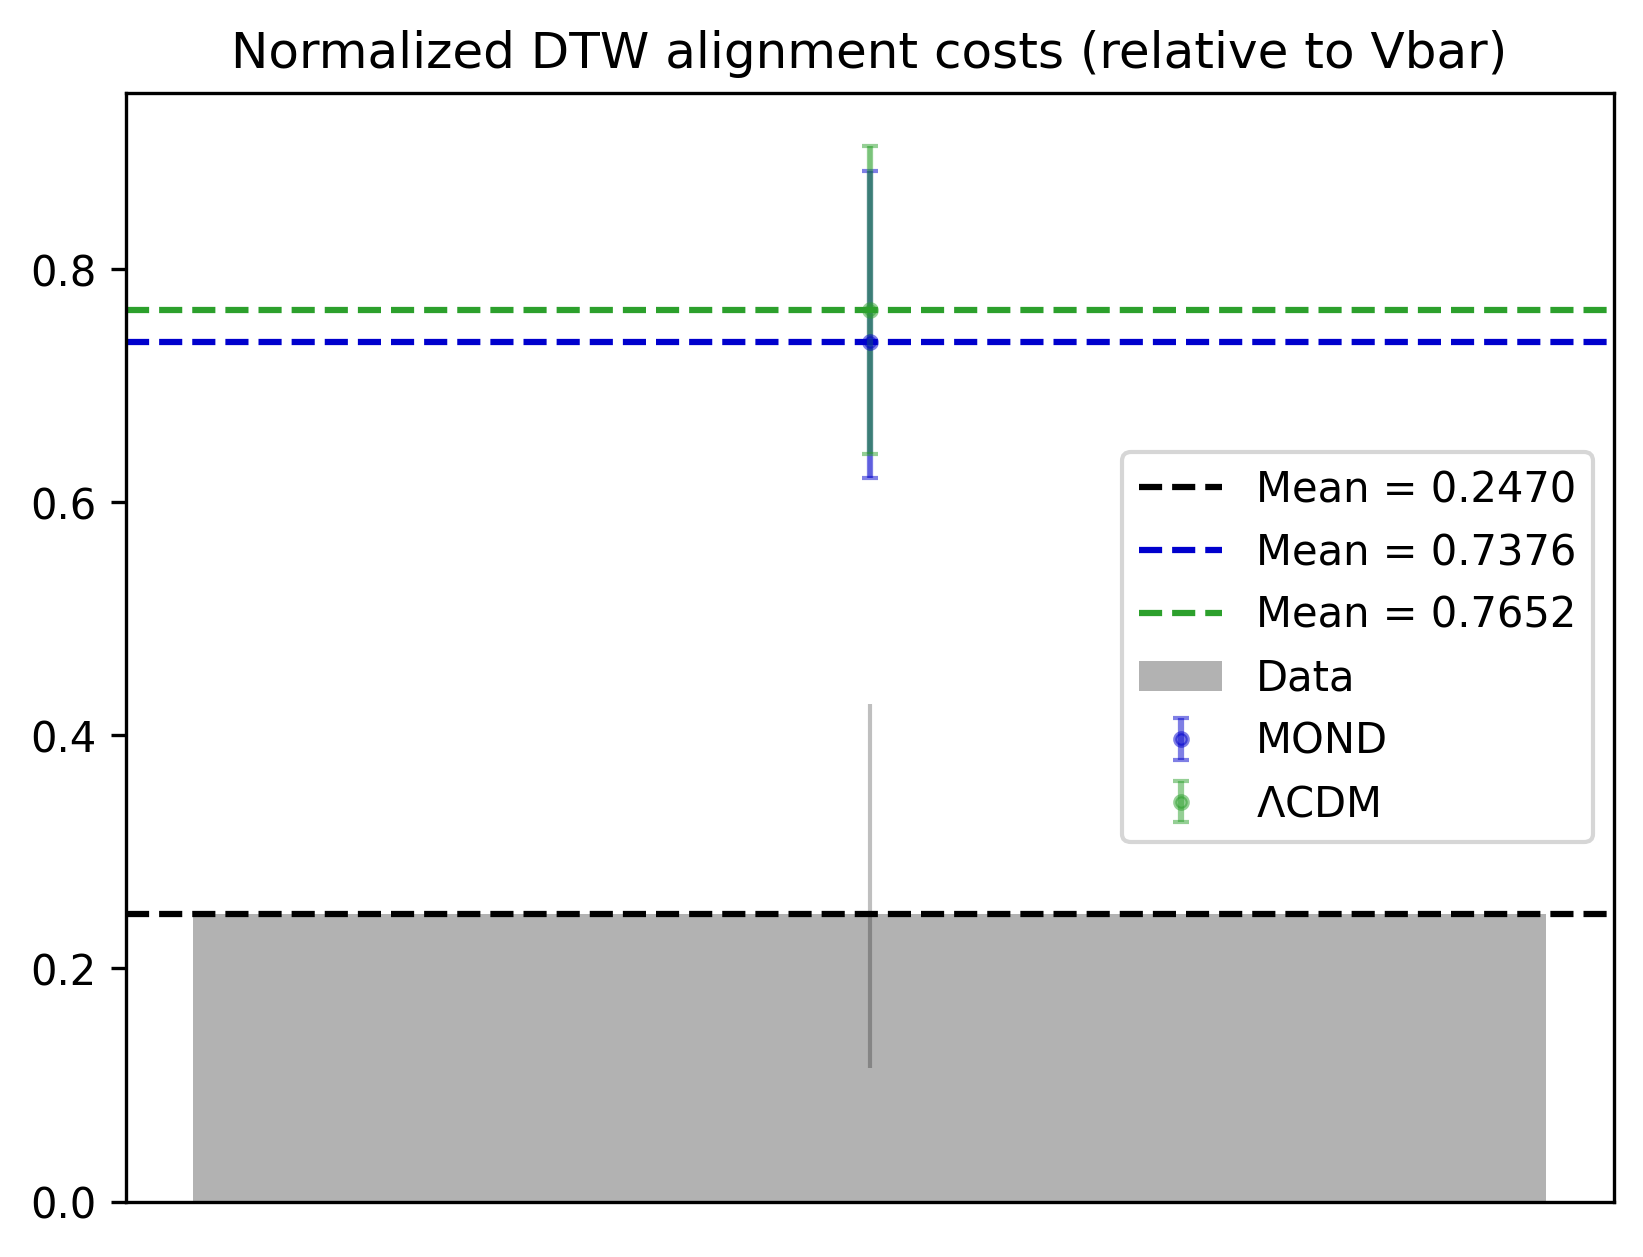 Normalized DTW alignment costs (relative to Vbar)
0.8
0.6
0.4
0.2
0.0
Mean = 0.2470
Mean = 0.7376
Mean = 0.7652
Data
MOND
ΛCDM